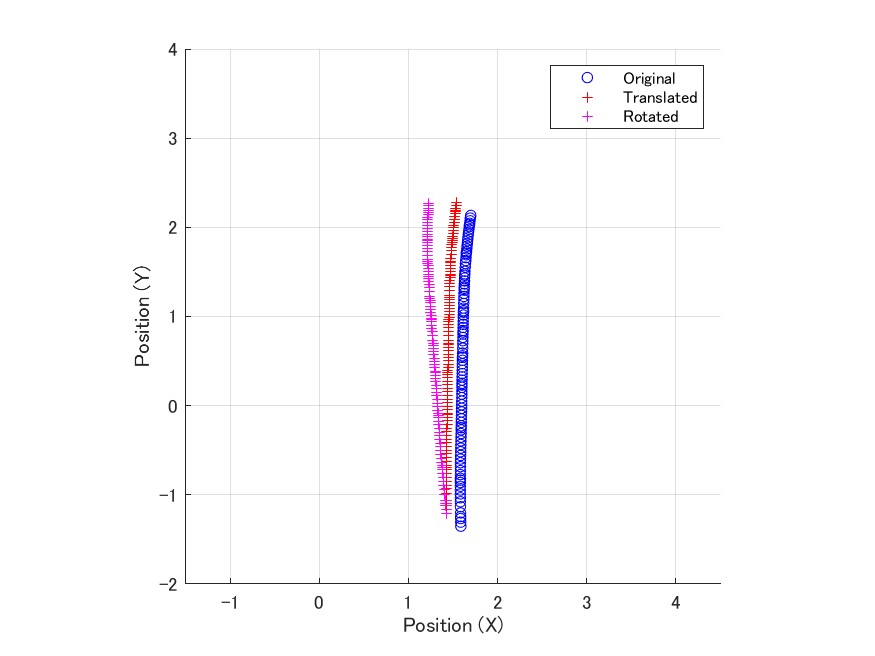 4
3
2
1
0
−1
−2
Position (Y)
Original
Translated
Rotated
−1 0 1 2 3 4
Position (X)